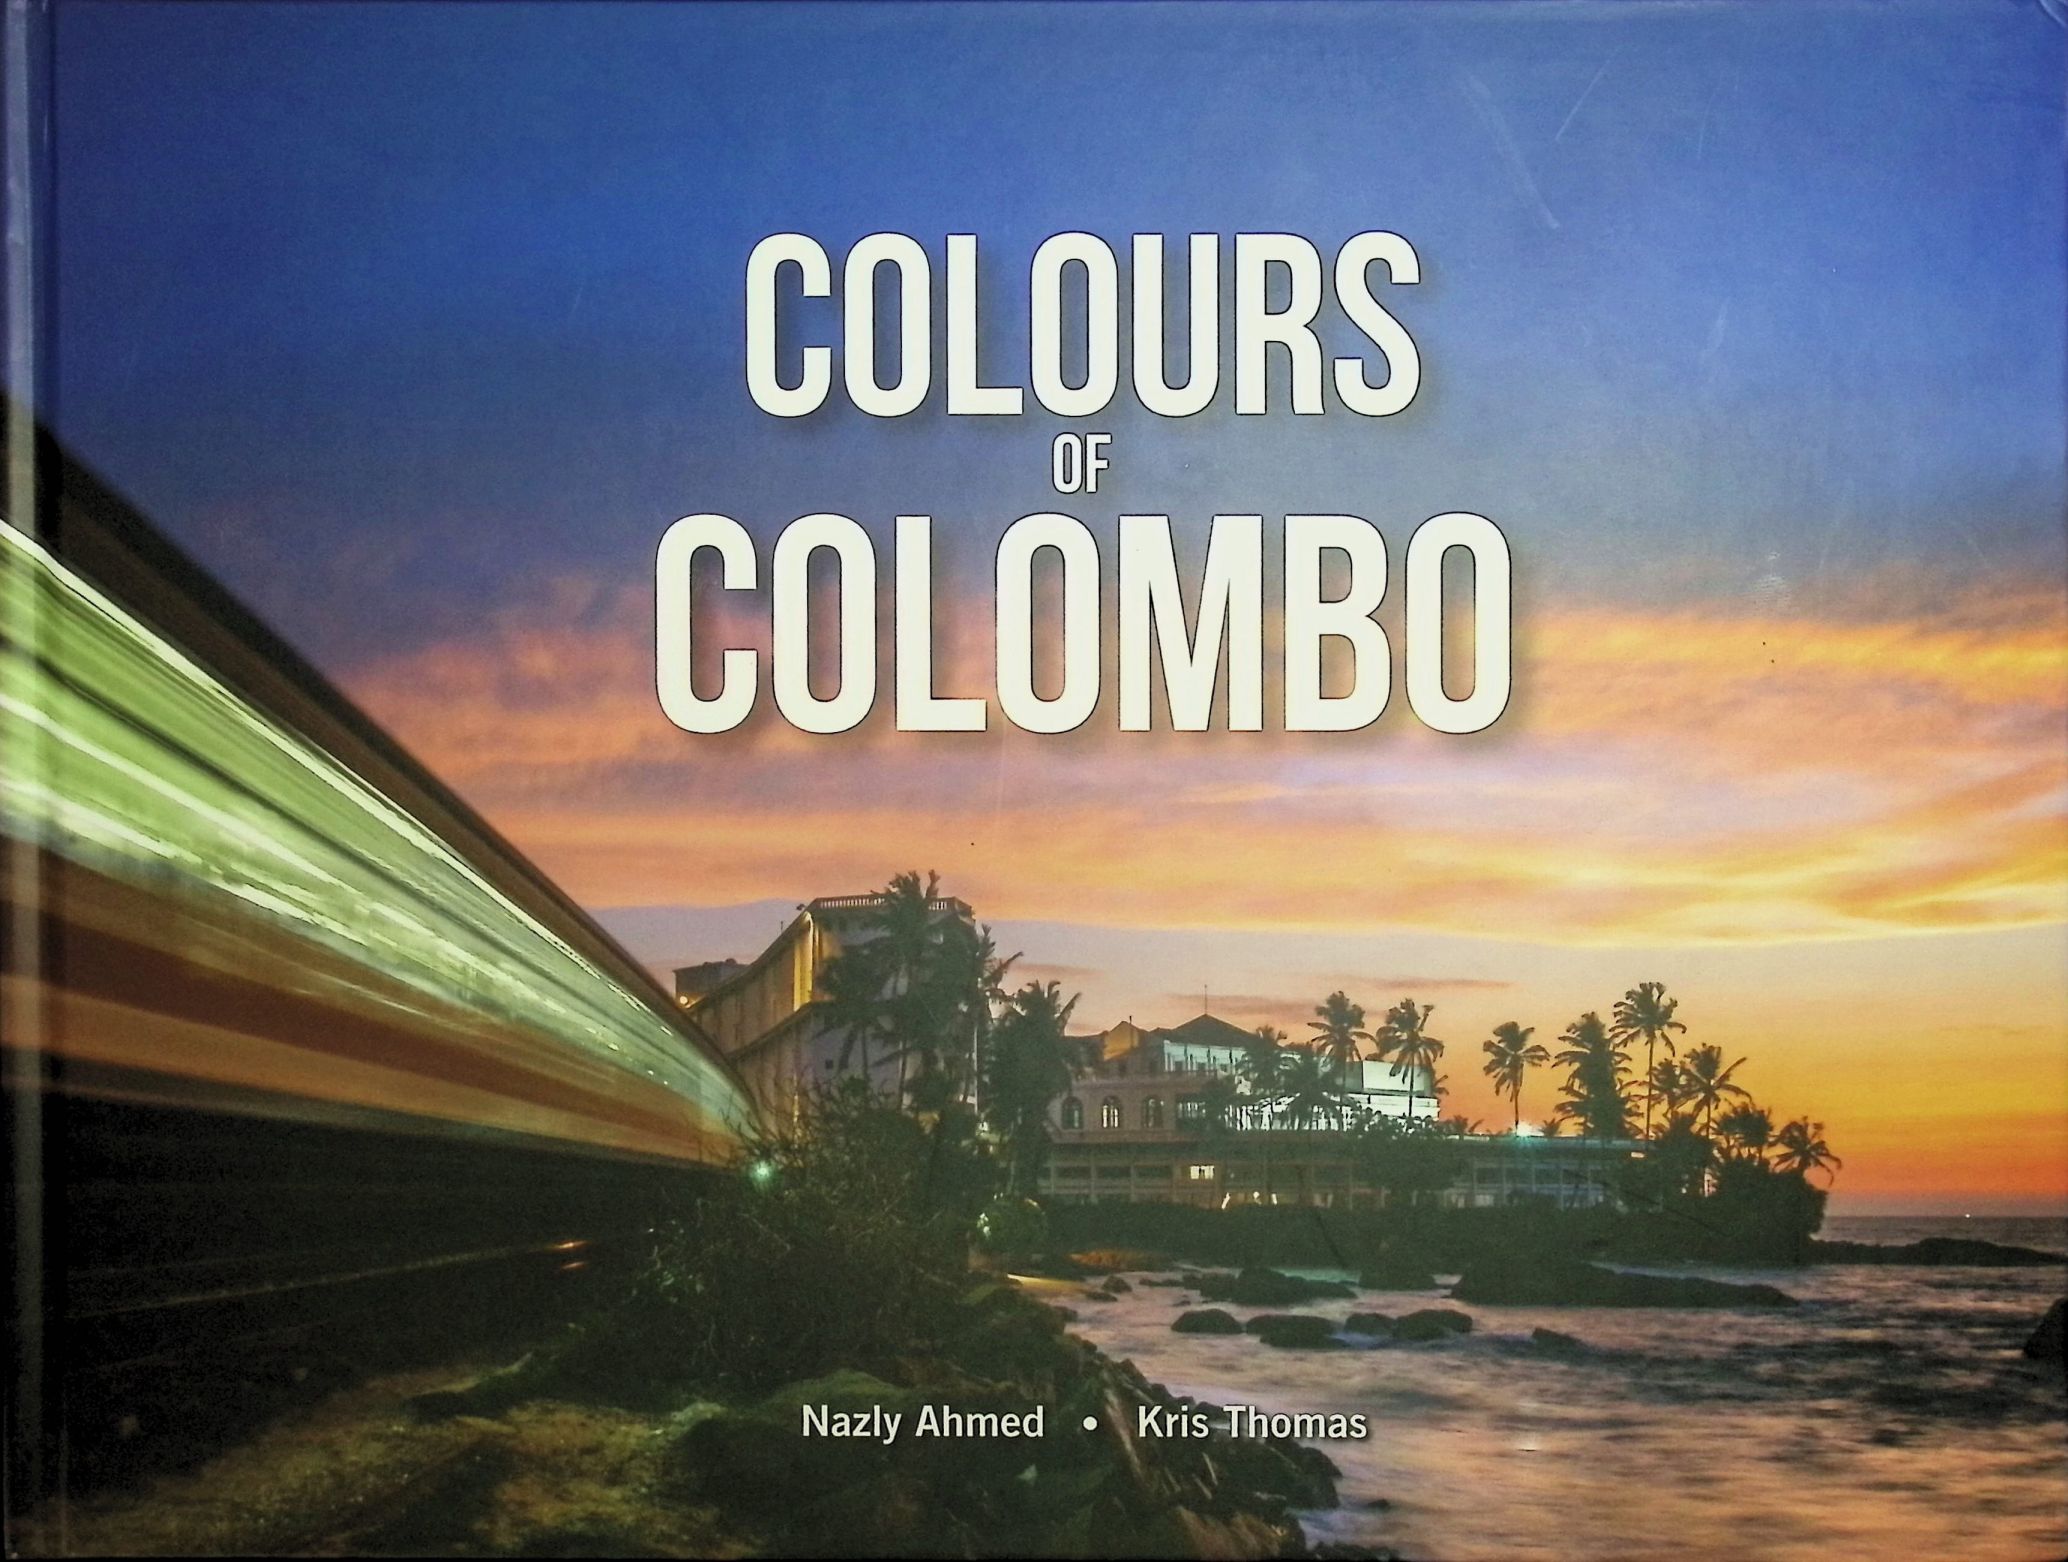 COLOURS
OF
COLOMBO
Nazly Ahmed • Kris Thomas